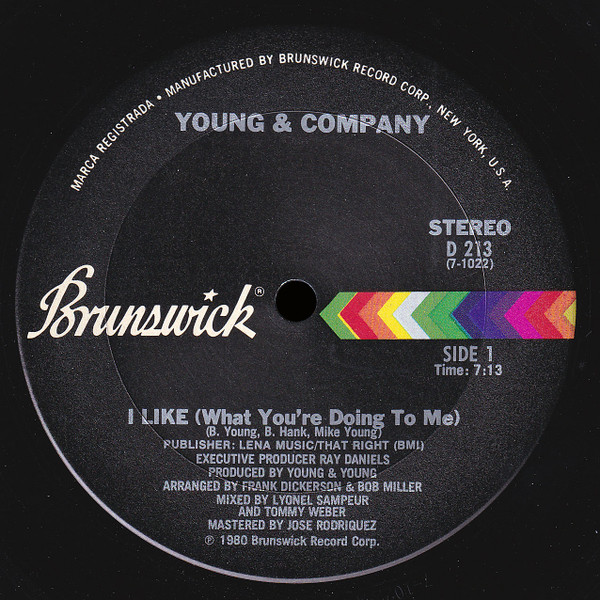 MARCA REGISTRADA • MANUFACTURED BY BRUNSWICK RECORD CORP., NEW YORK, U.S.A.
YOUNG & COMPANY
STEREO
D 213
(7-1022)
Brunswick®
SIDE 1
Time: 7:13
I LIKE (What You're Doing To Me)
(B. Young, B. Hank, Mike Young)
PUBLISHER: LENA MUSIC/THAT RIGHT (BMI)
EXECUTIVE PRODUCER RAY DANIELS
PRODUCED BY YOUNG & YOUNG
ARRANGED BY FRANK DICKERSON & BOB MILLER
MIXED BY LYONEL SAMPEUR
AND TOMMY WEBER
MASTERED BY JOSE RODRIQUEZ
℗ 1980 Brunswick Record Corp.